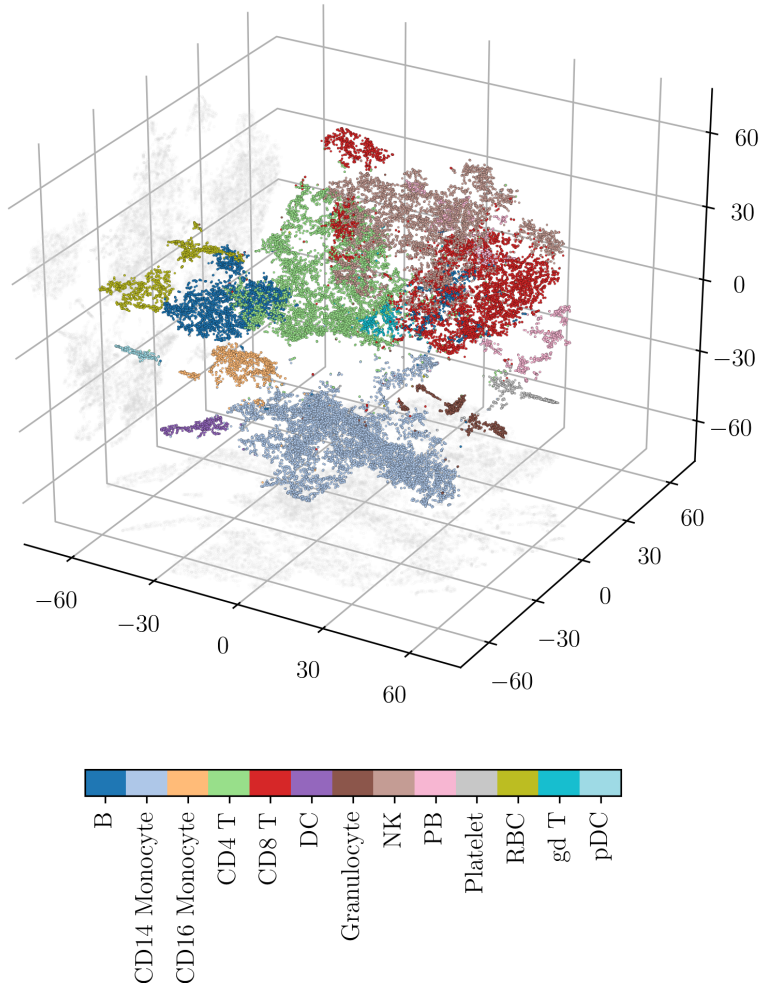 60
30
0
−30
−60
60
30
0
−30
−60
−60
−30
0
30
60
B
CD14 Monocyte
CD16 Monocyte
CD4 T
CD8 T
DC
Granulocyte
NK
PB
Platelet
RBC
gd T
pDC